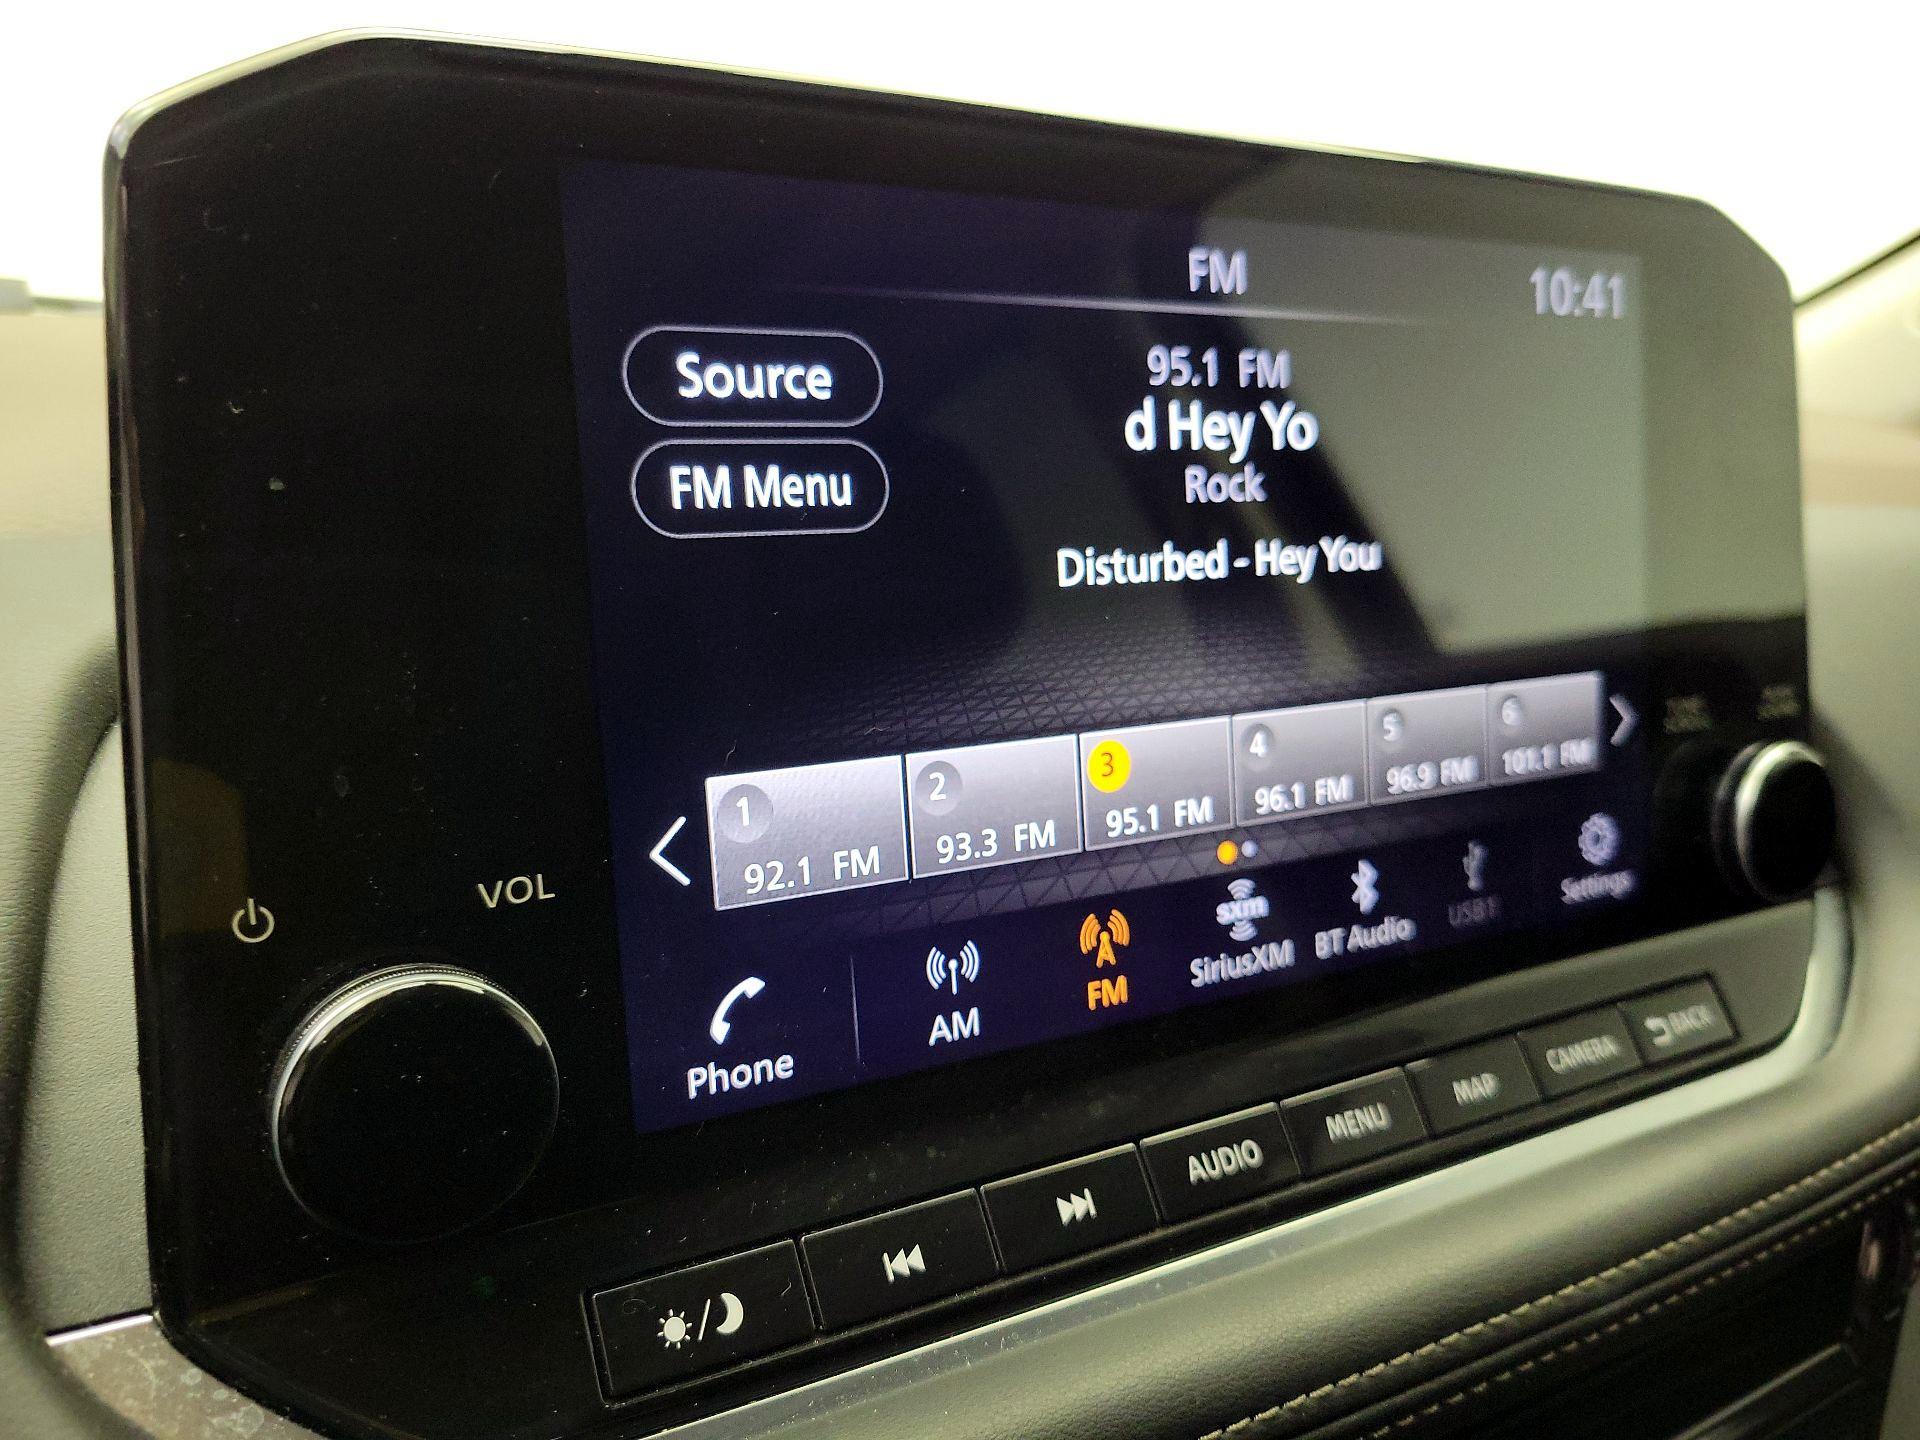 FM
10:41
Source
95.1 FM
d Hey Yo
FM Menu
Rock
Disturbed - Hey You
1
92.1 FM
2
93.3 FM
3
95.1 FM
4
96.1 FM
5
96.9 FM
6
101.1 FM
VOL
Phone
AM
FM
sxm
SiriusXM
BT Audio
USB1
Settings
AUDIO
MENU
MAP
CAMERA
BACK